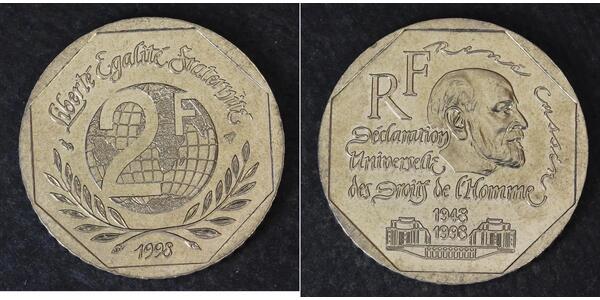 Liberté Egalité Fraternité
2F
1998
René Cassin
RF
Déclaration
Universelle
des Droits de l'Homme
1948
1998